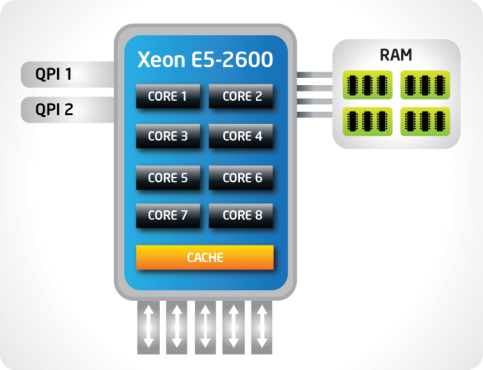 Xeon E5-2600
QPI 1
QPI 2
CORE 1
CORE 2
CORE 3
CORE 4
CORE 5
CORE 6
CORE 7
CORE 8
CACHE
RAM